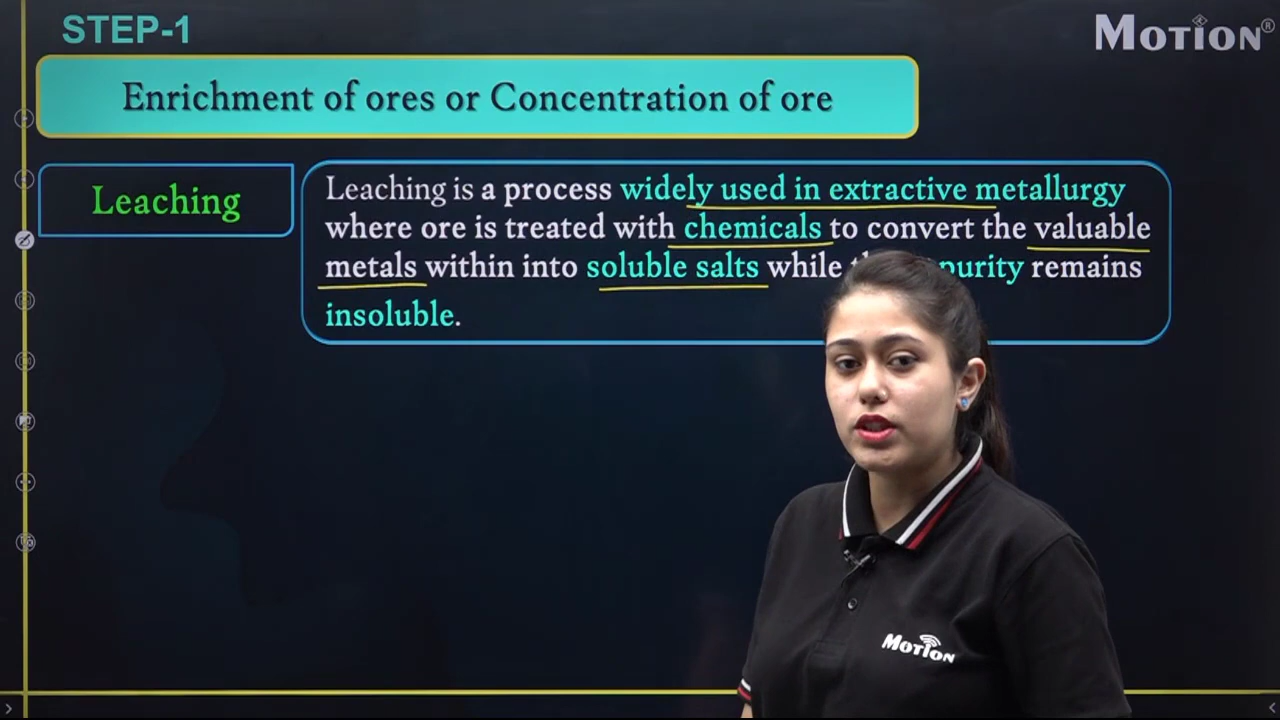 STEP-1
MOTION®
Enrichment of ores or Concentration of ore
Leaching
Leaching is a process widely used in extractive metallurgy
where ore is treated with chemicals to convert the valuable
metals within into soluble salts while purity remains
insoluble.
MOTION